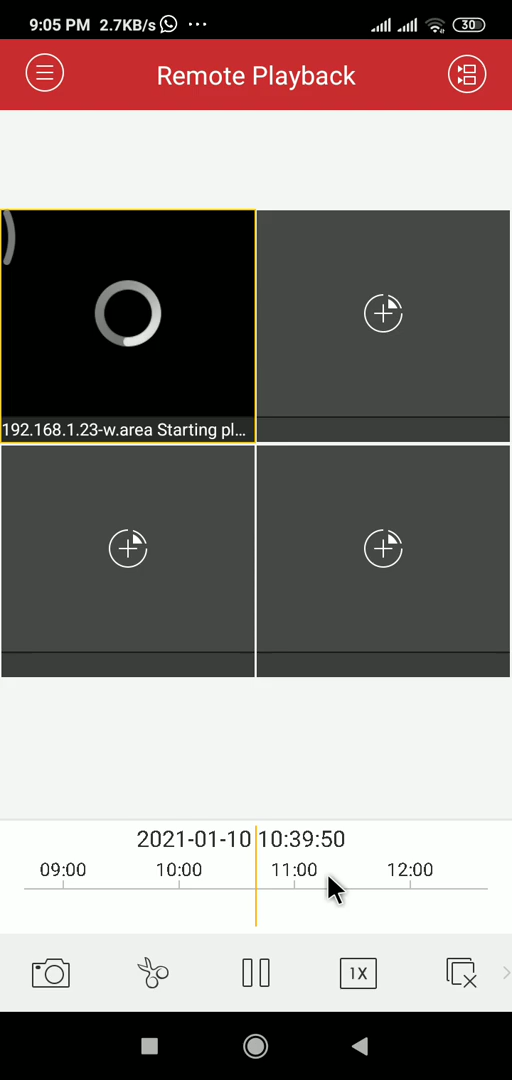 9:05 PM 2.7KB/s ... 30
Remote Playback
192.168.1.23-w.area Starting pl...
2021-01-10 10:39:50
09:00 10:00 11:00 12:00
1X